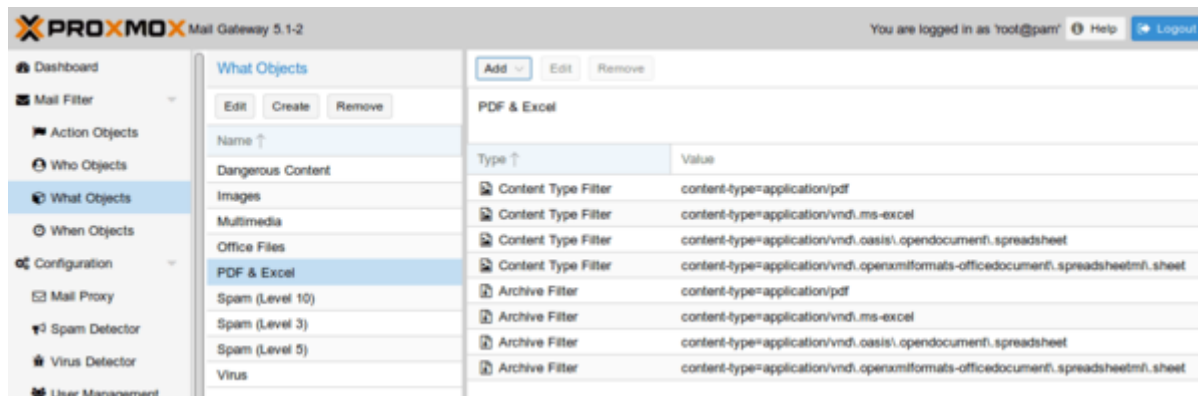 PROXMOX Mail Gateway 5.1-2
You are logged in as 'root@pam' Help Logout
Dashboard
Mail Filter
Action Objects
Who Objects
What Objects
When Objects
Configuration
Mail Proxy
Spam Detector
Virus Detector
User Management
What Objects
Edit Create Remove
Name ↑
Dangerous Content
Images
Multimedia
Office Files
PDF & Excel
Spam (Level 10)
Spam (Level 3)
Spam (Level 5)
Virus
Add Edit Remove
PDF & Excel
Type ↑ Value
Content Type Filter content-type=application/pdf
Content Type Filter content-type=application/vnd\.ms-excel
Content Type Filter content-type=application/vnd\.oasis\.opendocument\.spreadsheet
Content Type Filter content-type=application/vnd\.openxmlformats-officedocument\.spreadsheetml\.sheet
Archive Filter content-type=application/pdf
Archive Filter content-type=application/vnd\.ms-excel
Archive Filter content-type=application/vnd\.oasis\.opendocument\.spreadsheet
Archive Filter content-type=application/vnd\.openxmlformats-officedocument\.spreadsheetml\.sheet